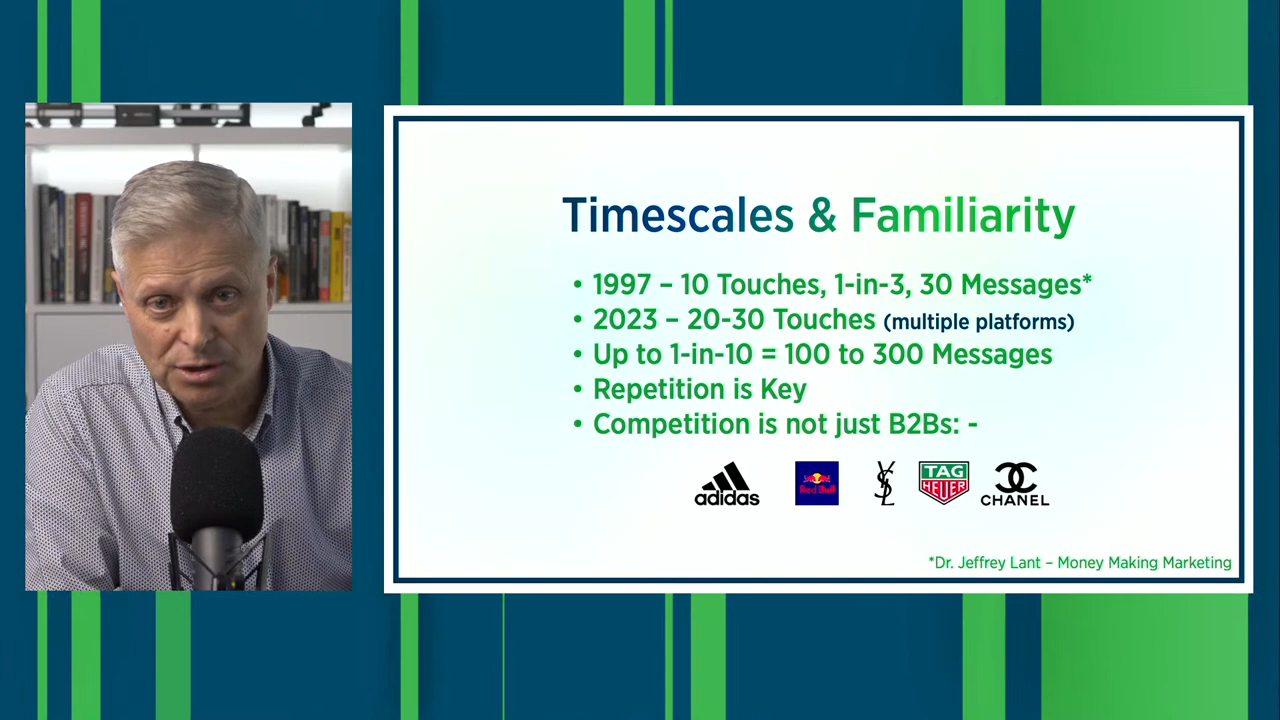 Timescales & Familiarity
• 1997 – 10 Touches, 1-in-3, 30 Messages*
• 2023 – 20-30 Touches (multiple platforms)
• Up to 1-in-10 = 100 to 300 Messages
• Repetition is Key
• Competition is not just B2Bs: -
adidas
Red Bull
YSL
TAG
HEUER
CHANEL
*Dr. Jeffrey Lant – Money Making Marketing